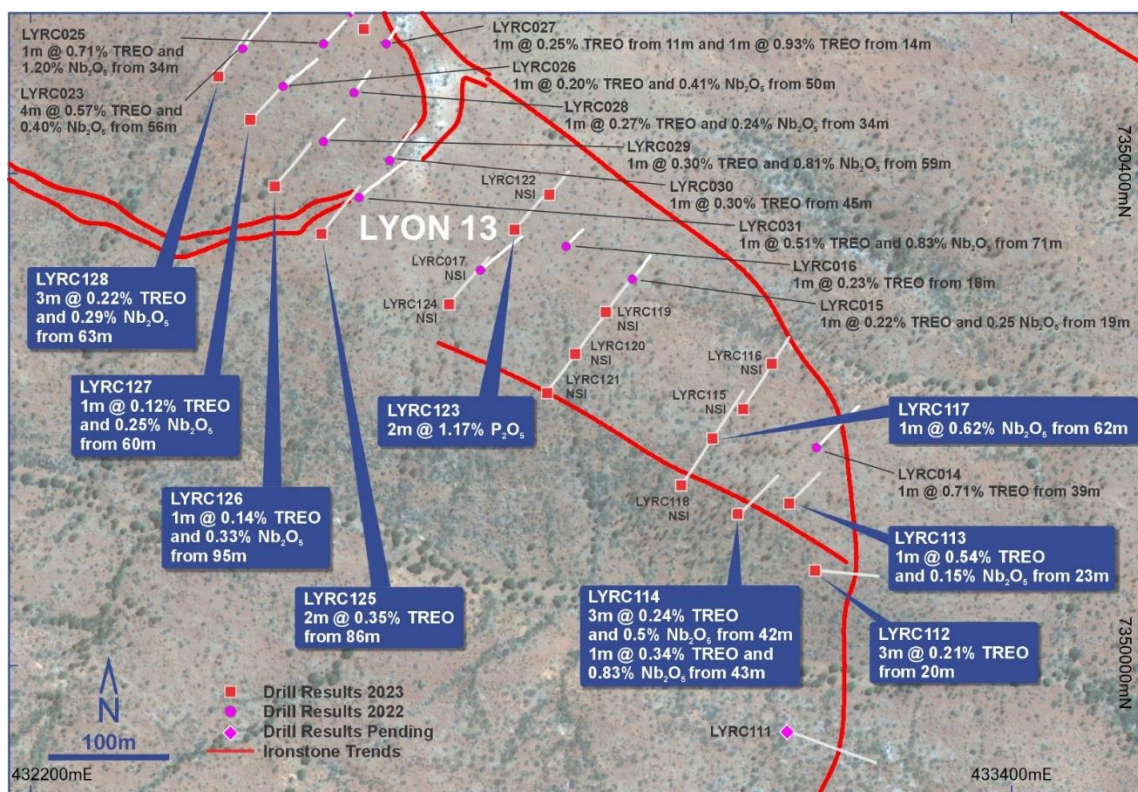 LYRC025
1m @ 0.71% TREO and
1.20% Nb₂O₅ from 34m
LYRC023
4m @ 0.57% TREO and
0.40% Nb₂O₅ from 56m
LYRC027
1m @ 0.25% TREO from 11m and 1m @ 0.93% from 14m
LYRC026
1m @ 0.20% TREO and 0.41% Nb₂O₅ from 50m
LYRC028
1m @ 0.27% TREO and 0.24% Nb₂O₅ from 34m
LYRC029
1m @ 0.30% TREO and 0.81% Nb₂O₅ from 59m
LYRC030
1m @ 0.30% TREO from 45m
LYRC031
1m @ 0.51% TREO and 0.83% Nb₂O₅ from 71m
LYRC016
1m @ 0.23% TREO from 18m
LYRC015
1m @ 0.22% TREO and 0.25 Nb₂O₅ from 19m
7350400mN
LYRC122
NSI
LYON 13
LYRC017
NSI
LYRC124
NSI
LYRC119
NSI
LYRC120
NSI
LYRC121
NSI
LYRC116
NSI
LYRC115
NSI
LYRC118
NSI
LYRC128
3m @ 0.22% TREO
and 0.29% Nb₂O₅
from 63m
LYRC127
1m @ 0.12% TREO
and 0.25% Nb₂O₅
from 60m
LYRC126
1m @ 0.14% TREO
and 0.33% Nb₂O₅
from 95m
LYRC125
2m @ 0.35% TREO
from 86m
LYRC123
2m @ 1.17% P₂O₅
LYRC117
1m @ 0.62% Nb₂O₅ from 62m
LYRC014
1m @ 0.71% TREO from 39m
LYRC113
1m @ 0.54% TREO
and 0.15% Nb₂O₅ from 23m
LYRC114
3m @ 0.24% TREO
and 0.5% Nb₂O₅ from 42m
1m @ 0.34% TREO and
0.83% Nb₂O₅ from 43m
LYRC112
3m @ 0.21% TREO
from 20m
7350000mN
LYRC111
N
100m
Drill Results 2023
Drill Results 2022
Drill Results Pending
Ironstone Trends
432200mE
433400mE